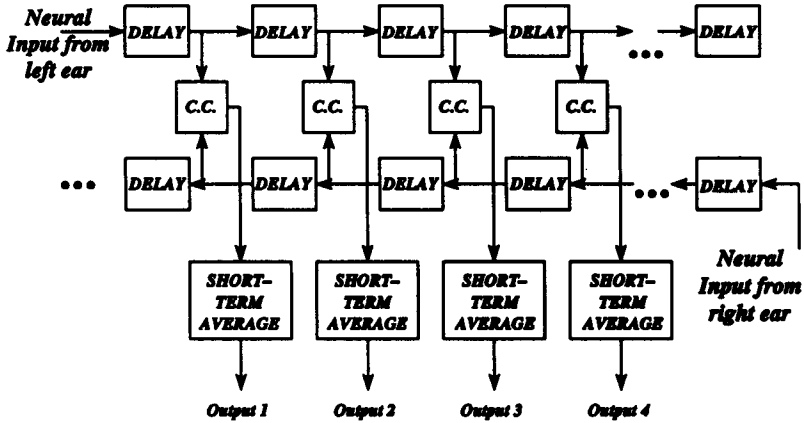 Neural
Input from
left ear
DELAY DELAY DELAY DELAY ... DELAY
C.C. C.C. C.C. C.C.
... DELAY DELAY DELAY DELAY ... DELAY
Neural
Input from
right ear
SHORT–
TERM
AVERAGE
SHORT–
TERM
AVERAGE
SHORT–
TERM
AVERAGE
SHORT–
TERM
AVERAGE
Output 1 Output 2 Output 3 Output 4